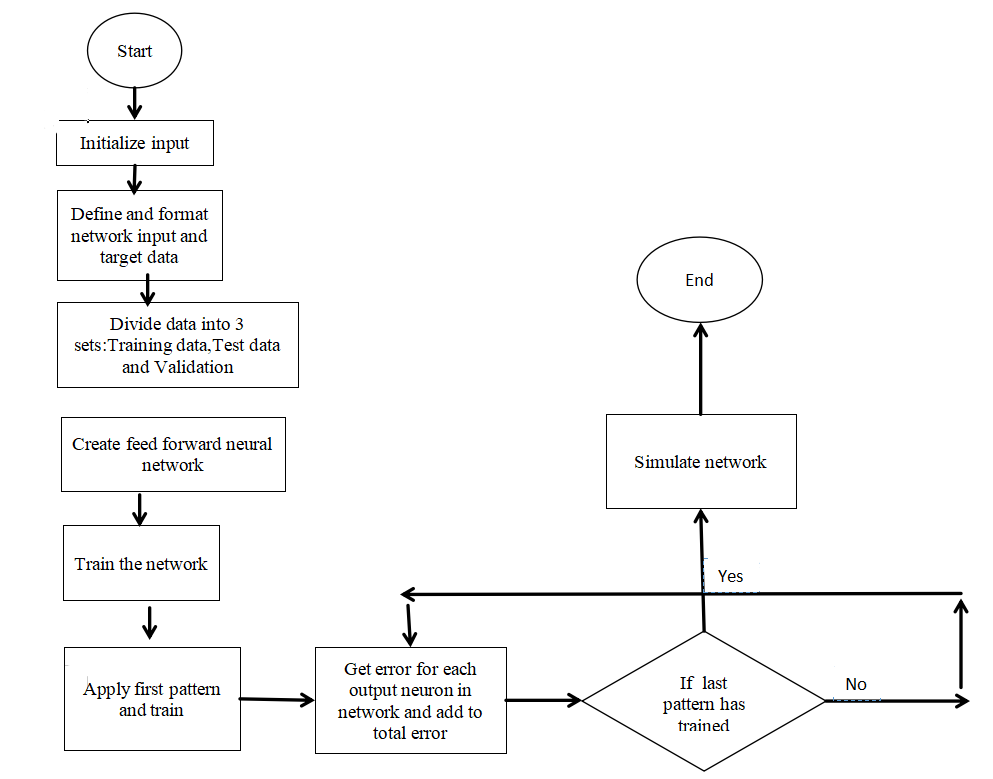 Start
Initialize input
Define and format
network input and
target data
Divide data into 3
sets:Training data,Test data
and Validation
Create feed forward neural
network
Train the network
Apply first pattern
and train
Get error for each
output neuron in
network and add to
total error
If last
pattern has
trained
No
Yes
Simulate network
End